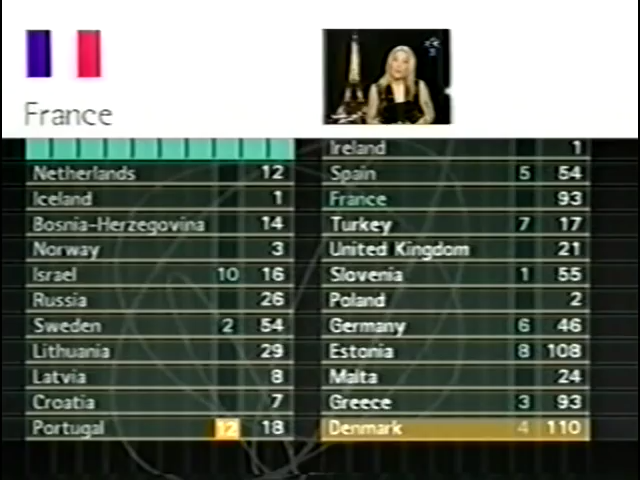 France
Netherlands 12
Iceland 1
Bosnia-Herzegovina 14
Norway 3
Israel 10 16
Russia 26
Sweden 2 54
Lithuania 29
Latvia 8
Croatia 7
Portugal 12 18
Ireland 1
Spain 5 54
France 93
Turkey 7 17
United Kingdom 21
Slovenia 1 55
Poland 2
Germany 6 46
Estonia 8 108
Malta 24
Greece 3 93
Denmark 4 110